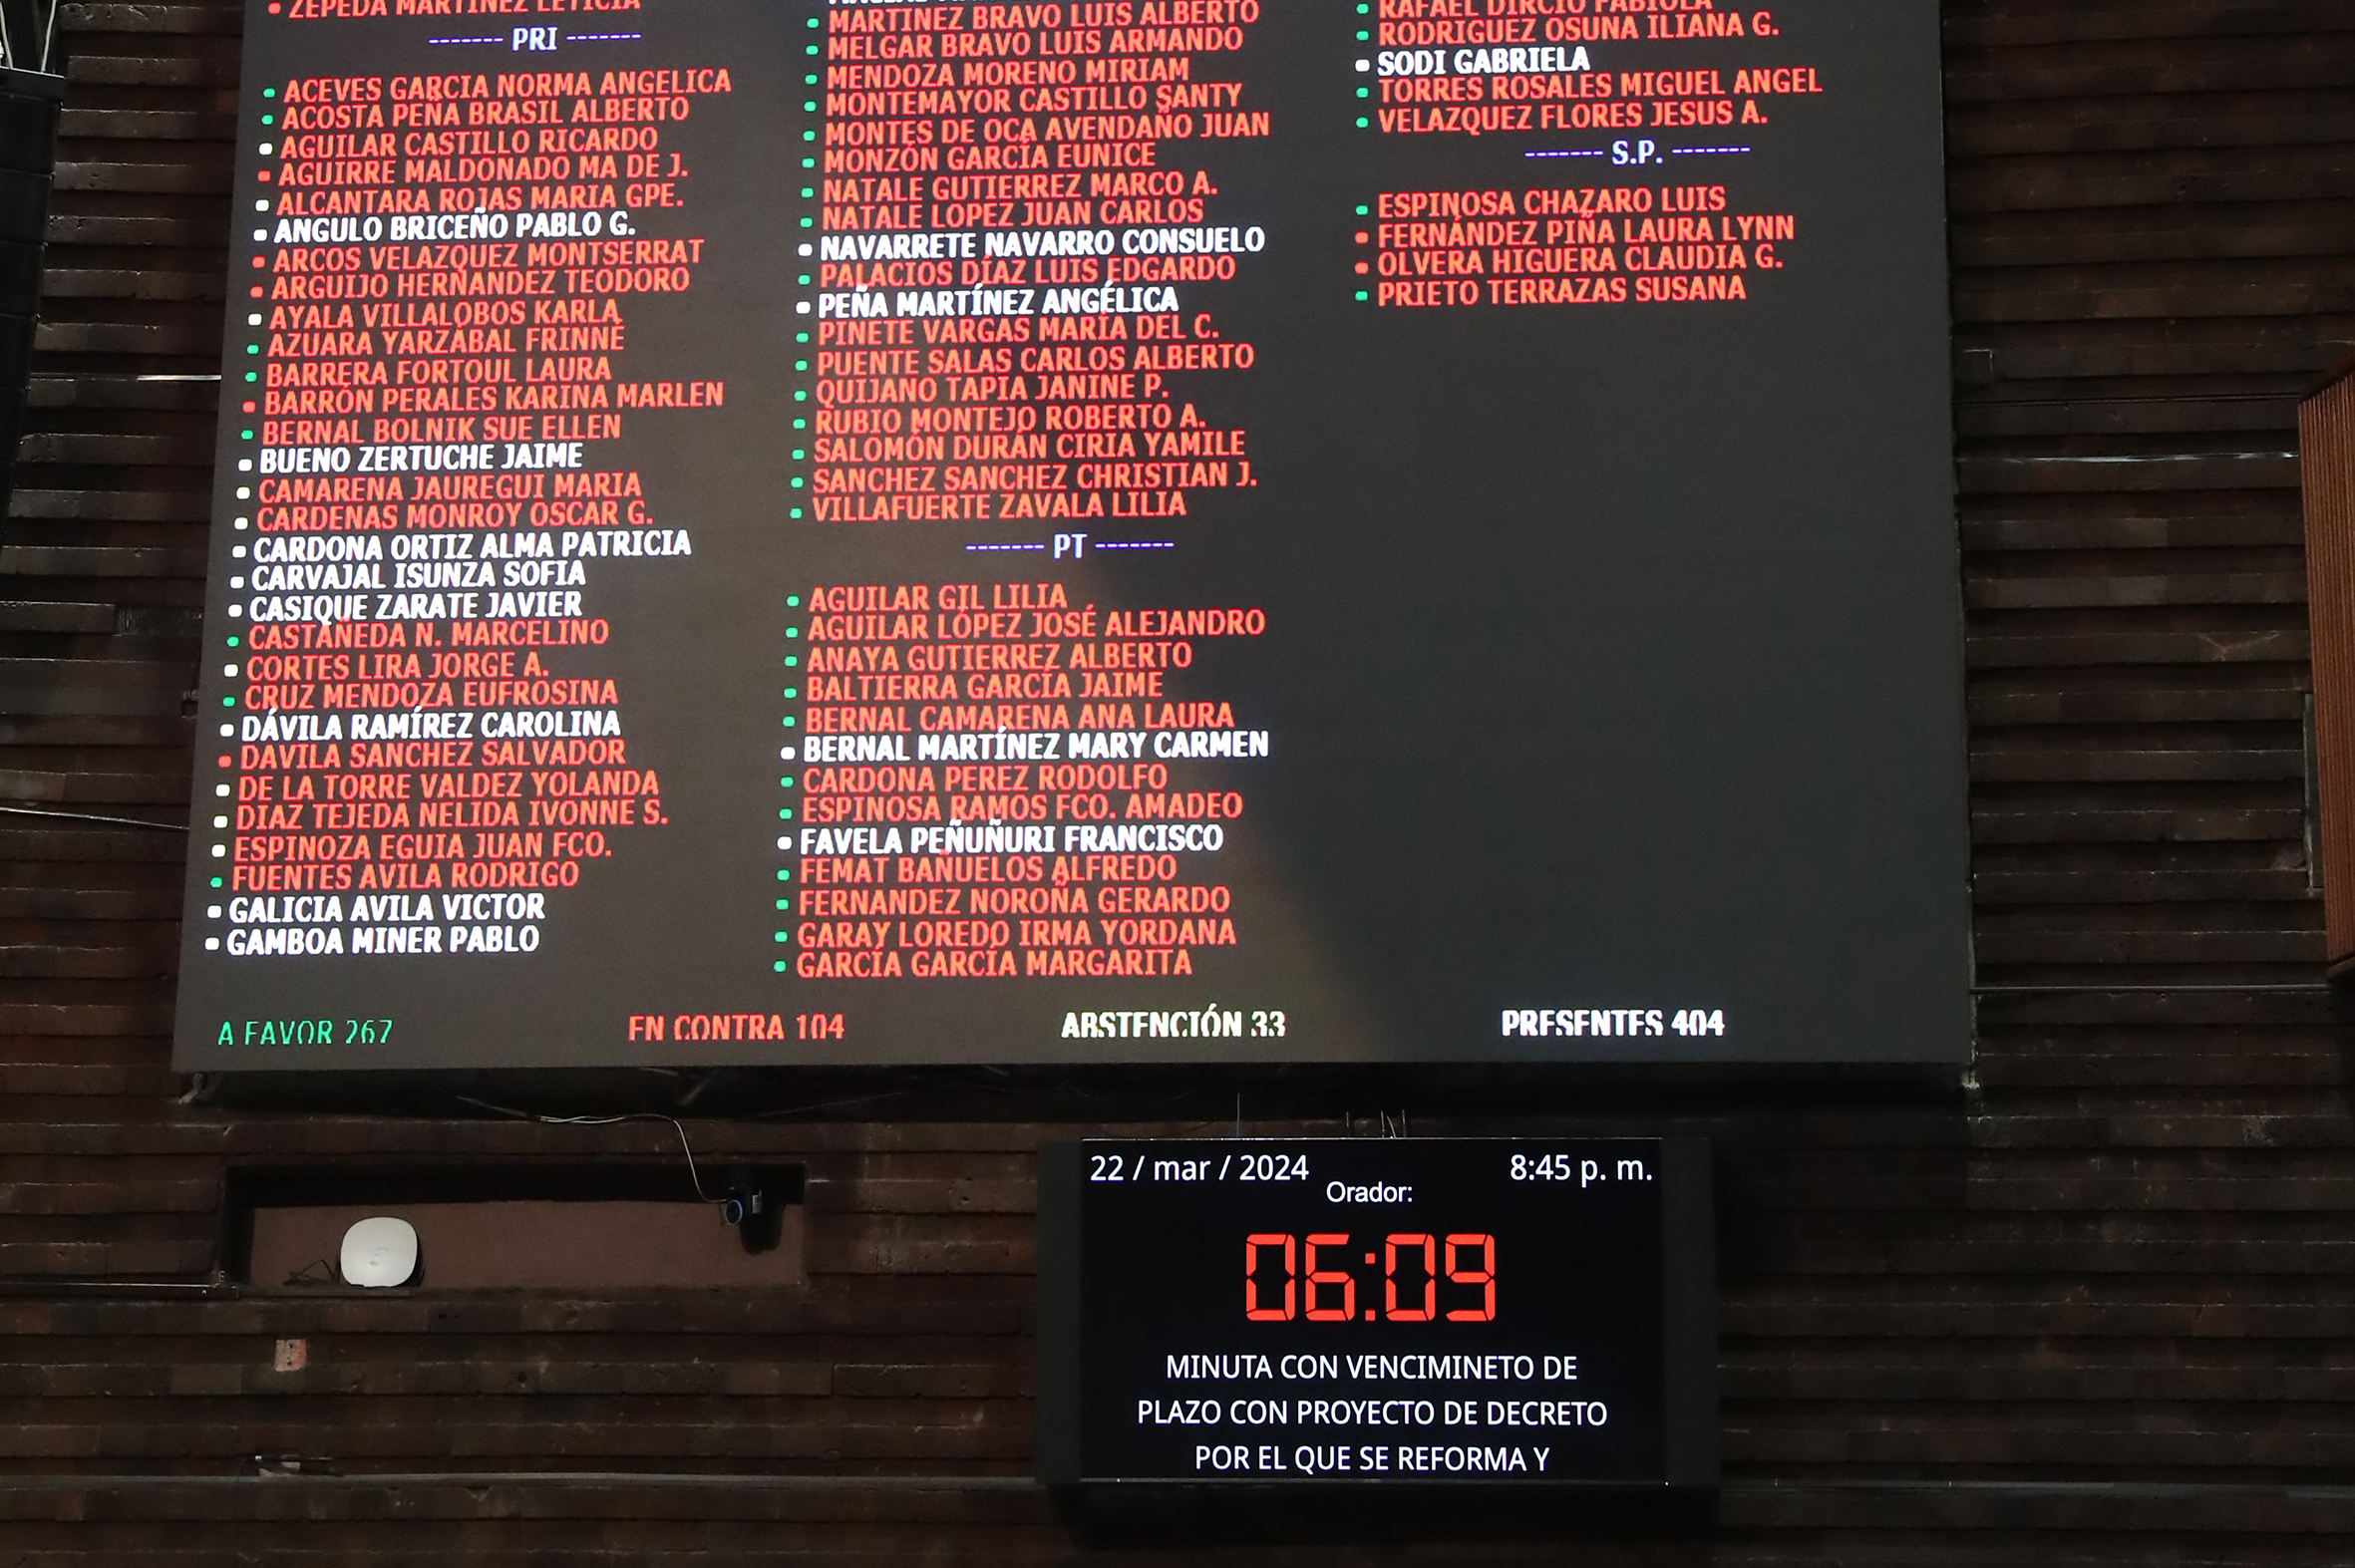 ZEPEDA MARTINEZ LETICIA
------- PRI -------
ACEVES GARCIA NORMA ANGELICA
ACOSTA PEÑA BRASIL ALBERTO
AGUILAR CASTILLO RICARDO
AGUIRRE MALDONADO MA DE J.
ALCANTARA ROJAS MARIA GPE.
ANGULO BRICEÑO PABLO G.
ARCOS VELAZQUEZ MONTSERRAT
ARGUIJO HERNANDEZ TEODORO
AYALA VILLALOBOS KARLA
AZUARA YARZÁBAL FRINNÉ
BARRERA FORTOUL LAURA
BARRÓN PERALES KARINA MARLEN
BERNAL BOLNIK SUE ELLEN
BUENO ZERTUCHE JAIME
CAMARENA JAUREGUI MARIA
CARDENAS MONROY OSCAR G.
CARDONA ORTIZ ALMA PATRICIA
CARVAJAL ISUNZA SOFIA
CASIQUE ZARATE JAVIER
CASTAÑEDA N. MARCELINO
CORTES LIRA JORGE A.
CRUZ MENDOZA EUFROSINA
DÁVILA RAMÍREZ CAROLINA
DAVILA SANCHEZ SALVADOR
DE LA TORRE VALDEZ YOLANDA
DIAZ TEJEDA NELIDA IVONNE S.
ESPINOZA EGUIA JUAN FCO.
FUENTES AVILA RODRIGO
GALICIA AVILA VICTOR
GAMBOA MINER PABLO
MARTINEZ BRAVO LUIS ALBERTO
MELGAR BRAVO LUIS ARMANDO
MENDOZA MORENO MIRIAM
MONTEMAYOR CASTILLO SANTY
MONTES DE OCA AVENDAÑO JUAN
MONZÓN GARCÍA EUNICE
NATALE GUTIERREZ MARCO A.
NATALE LOPEZ JUAN CARLOS
NAVARRETE NAVARRO CONSUELO
PALACIOS DÍAZ LUIS EDGARDO
PEÑA MARTÍNEZ ANGÉLICA
PINETE VARGAS MARÍA DEL C.
PUENTE SALAS CARLOS ALBERTO
QUIJANO TAPIA JANINE P.
RUBIO MONTEJO ROBERTO A.
SALOMÓN DURÁN CIRIA YAMILE
SANCHEZ SANCHEZ CHRISTIAN J.
VILLAFUERTE ZAVALA LILIA
------- PT -------
AGUILAR GIL LILIA
AGUILAR LÓPEZ JOSÉ ALEJANDRO
ANAYA GUTIERREZ ALBERTO
BALTIERRA GARCÍA JAIME
BERNAL CAMARENA ANA LAURA
BERNAL MARTÍNEZ MARY CARMEN
CARDONA PEREZ RODOLFO
ESPINOSA RAMOS FCO. AMADEO
FAVELA PEÑUÑURI FRANCISCO
FEMAT BAÑUELOS ALFREDO
FERNANDEZ NOROÑA GERARDO
GARAY LOREDO IRMA YORDANA
GARCÍA GARCÍA MARGARITA
RAFAEL DIRCIO FABIOLA
RODRIGUEZ OSUNA ILIANA G.
SODI GABRIELA
TORRES ROSALES MIGUEL ANGEL
VELAZQUEZ FLORES JESUS A.
------- S.P. -------
ESPINOSA CHAZARO LUIS
FERNÁNDEZ PIÑA LAURA LYNN
OLVERA HIGUERA CLAUDIA G.
PRIETO TERRAZAS SUSANA
A FAVOR 267
EN CONTRA 104
ABSTENCIÓN 33
PRESENTES 404
22 / mar / 2024
8:45 p. m.
Orador:
06:09
MINUTA CON VENCIMINETO DE
PLAZO CON PROYECTO DE DECRETO
POR EL QUE SE REFORMA Y